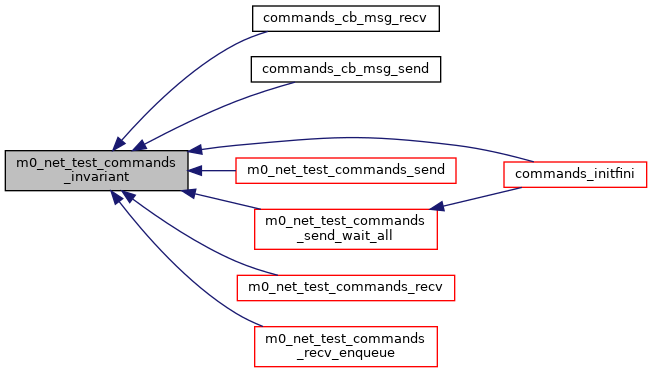 commands_cb_msg_recv
commands_cb_msg_send
m0_net_test_commands
_invariant
m0_net_test_commands_send
commands_initfini
m0_net_test_commands
_send_wait_all
m0_net_test_commands_recv
m0_net_test_commands
_recv_enqueue